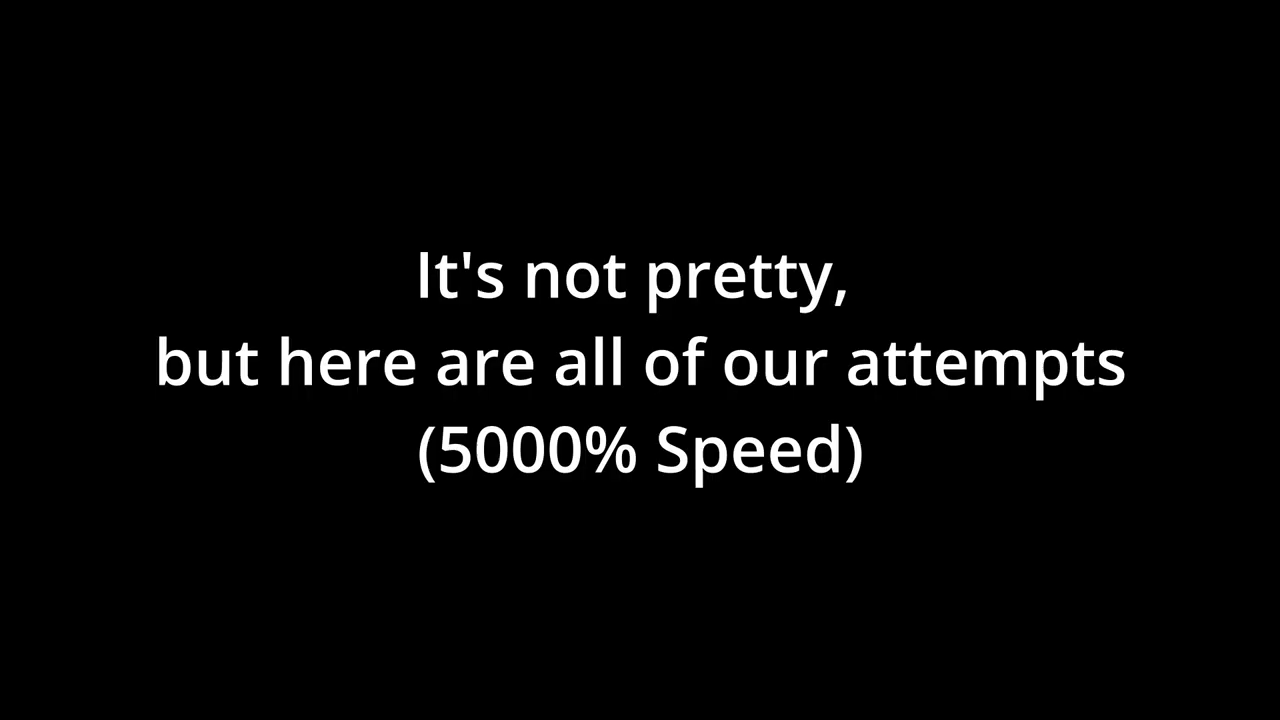 It's not pretty,
but here are all of our attempts
(5000% Speed)